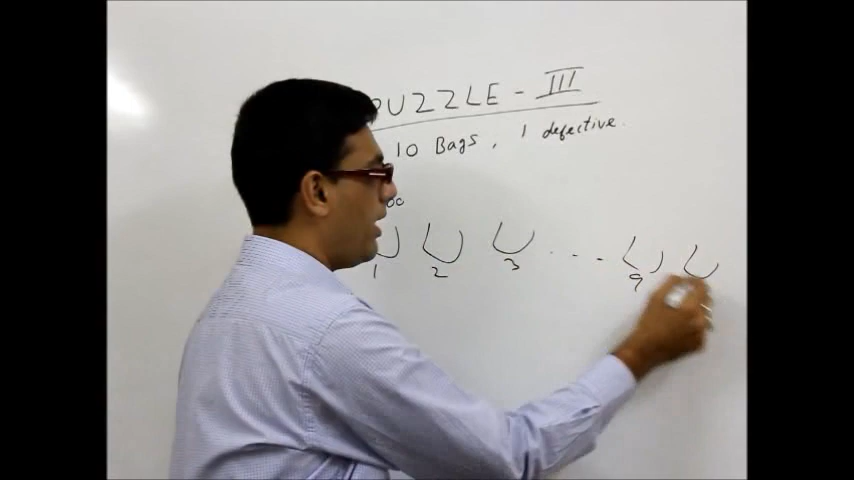 PUZZLE - III
10 Bags, 1 defective.
1 2 3 . . . 9